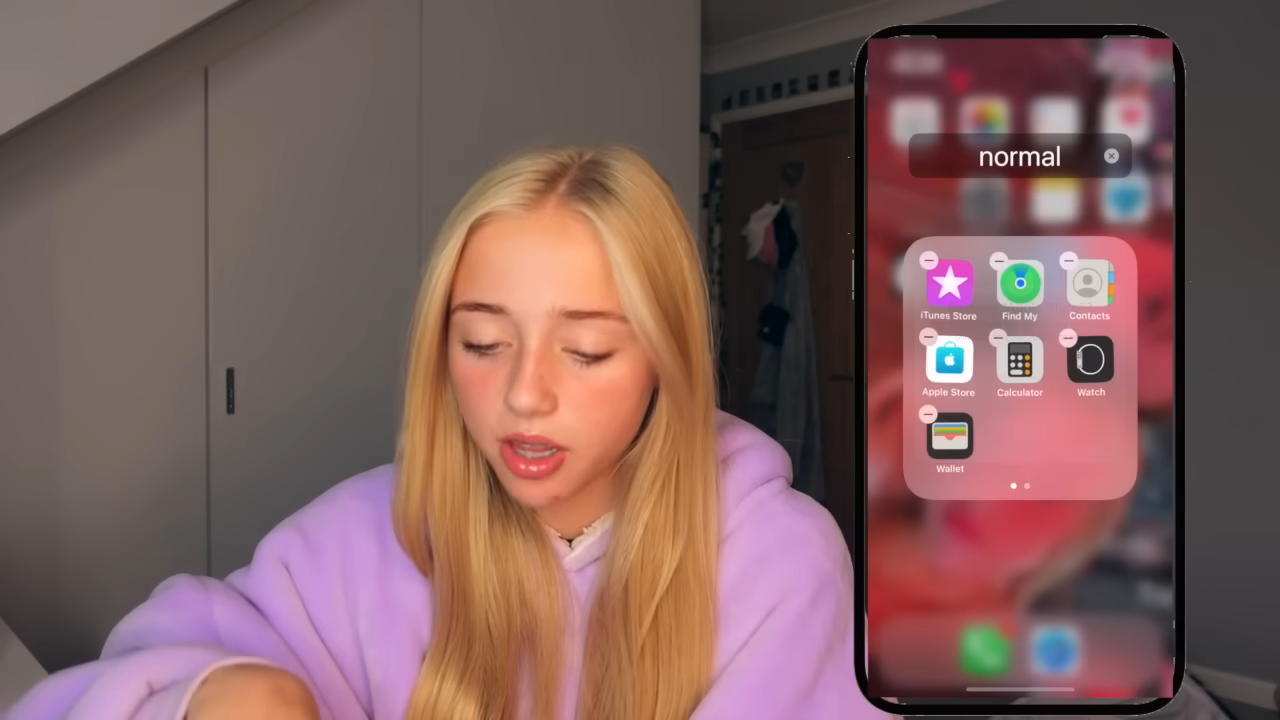 normal
iTunes Store
Find My
Contacts
Apple Store
Calculator
Watch
Wallet